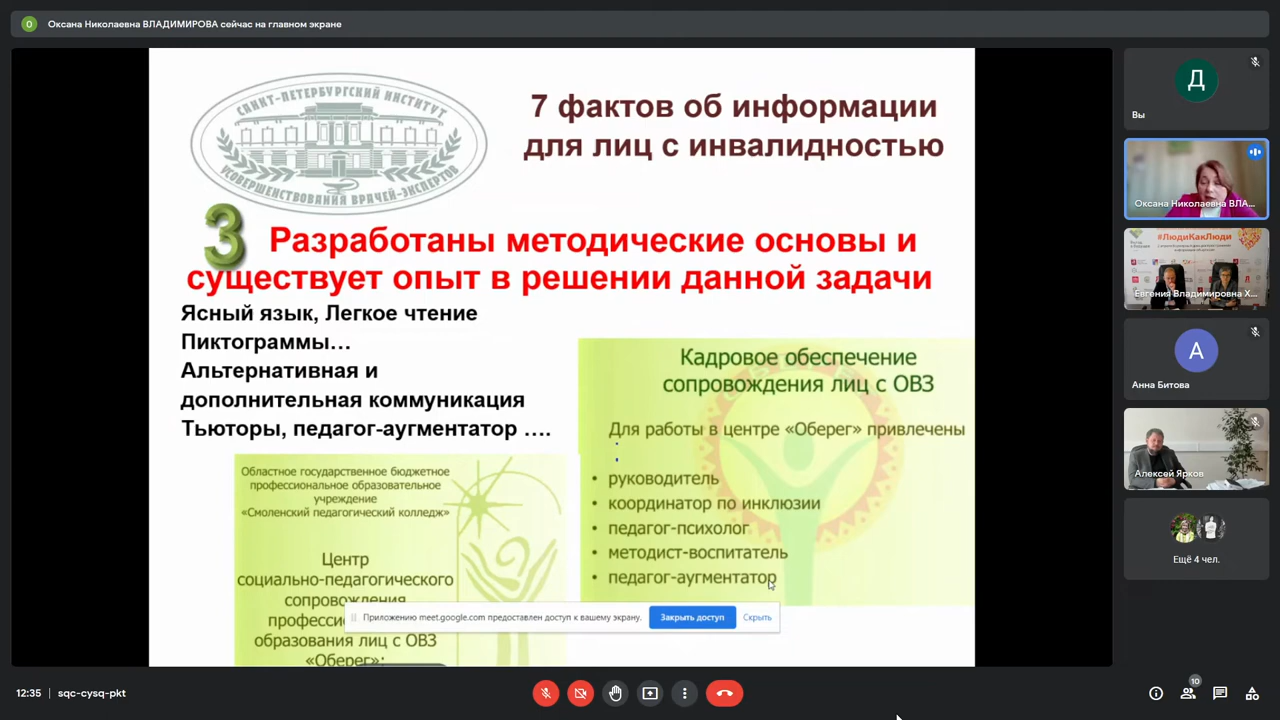 О
Оксана Николаевна ВЛАДИМИРОВА сейчас на главном экране
САНКТ-ПЕТЕРБУРГСКИЙ ИНСТИТУТ
УСОВЕРШЕНСТВОВАНИЯ ВРАЧЕЙ-ЭКСПЕРТОВ
7 фактов об информации
для лиц с инвалидностью
3 Разработаны методические основы и
существует опыт в решении данной задачи
Ясный язык, Легкое чтение
Пиктограммы…
Альтернативная и
дополнительная коммуникация
Тьюторы, педагог-аугментатор ….
Областное государственное бюджетное
профессиональное образовательное
учреждение
«Смоленский педагогический колледж»
Центр
социально-педагогического
сопровождения
професси
образования лиц с ОВЗ
«Оберег»:
Кадровое обеспечение
сопровождения лиц с ОВЗ
Для работы в центре «Оберег» привлечены
:
• руководитель
• координатор по инклюзии
• педагог-психолог
• методист-воспитатель
• педагог-аугментатор
Приложению meet.google.com предоставлен доступ к вашему экрану.
Закрыть доступ
Скрыть
Д
Вы
Оксана Николаевна ВЛА...
#ЛюдиКакЛюди
Евгения Владимировна Х...
А
Анна Битова
Алексей Ярков
Ещё 4 чел.
12:35 | sqc-cysq-pkt
10